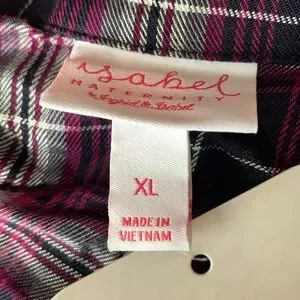 isabel
MATERNITY
by Ingrid & Isabel
XL
MADE IN
VIETNAM